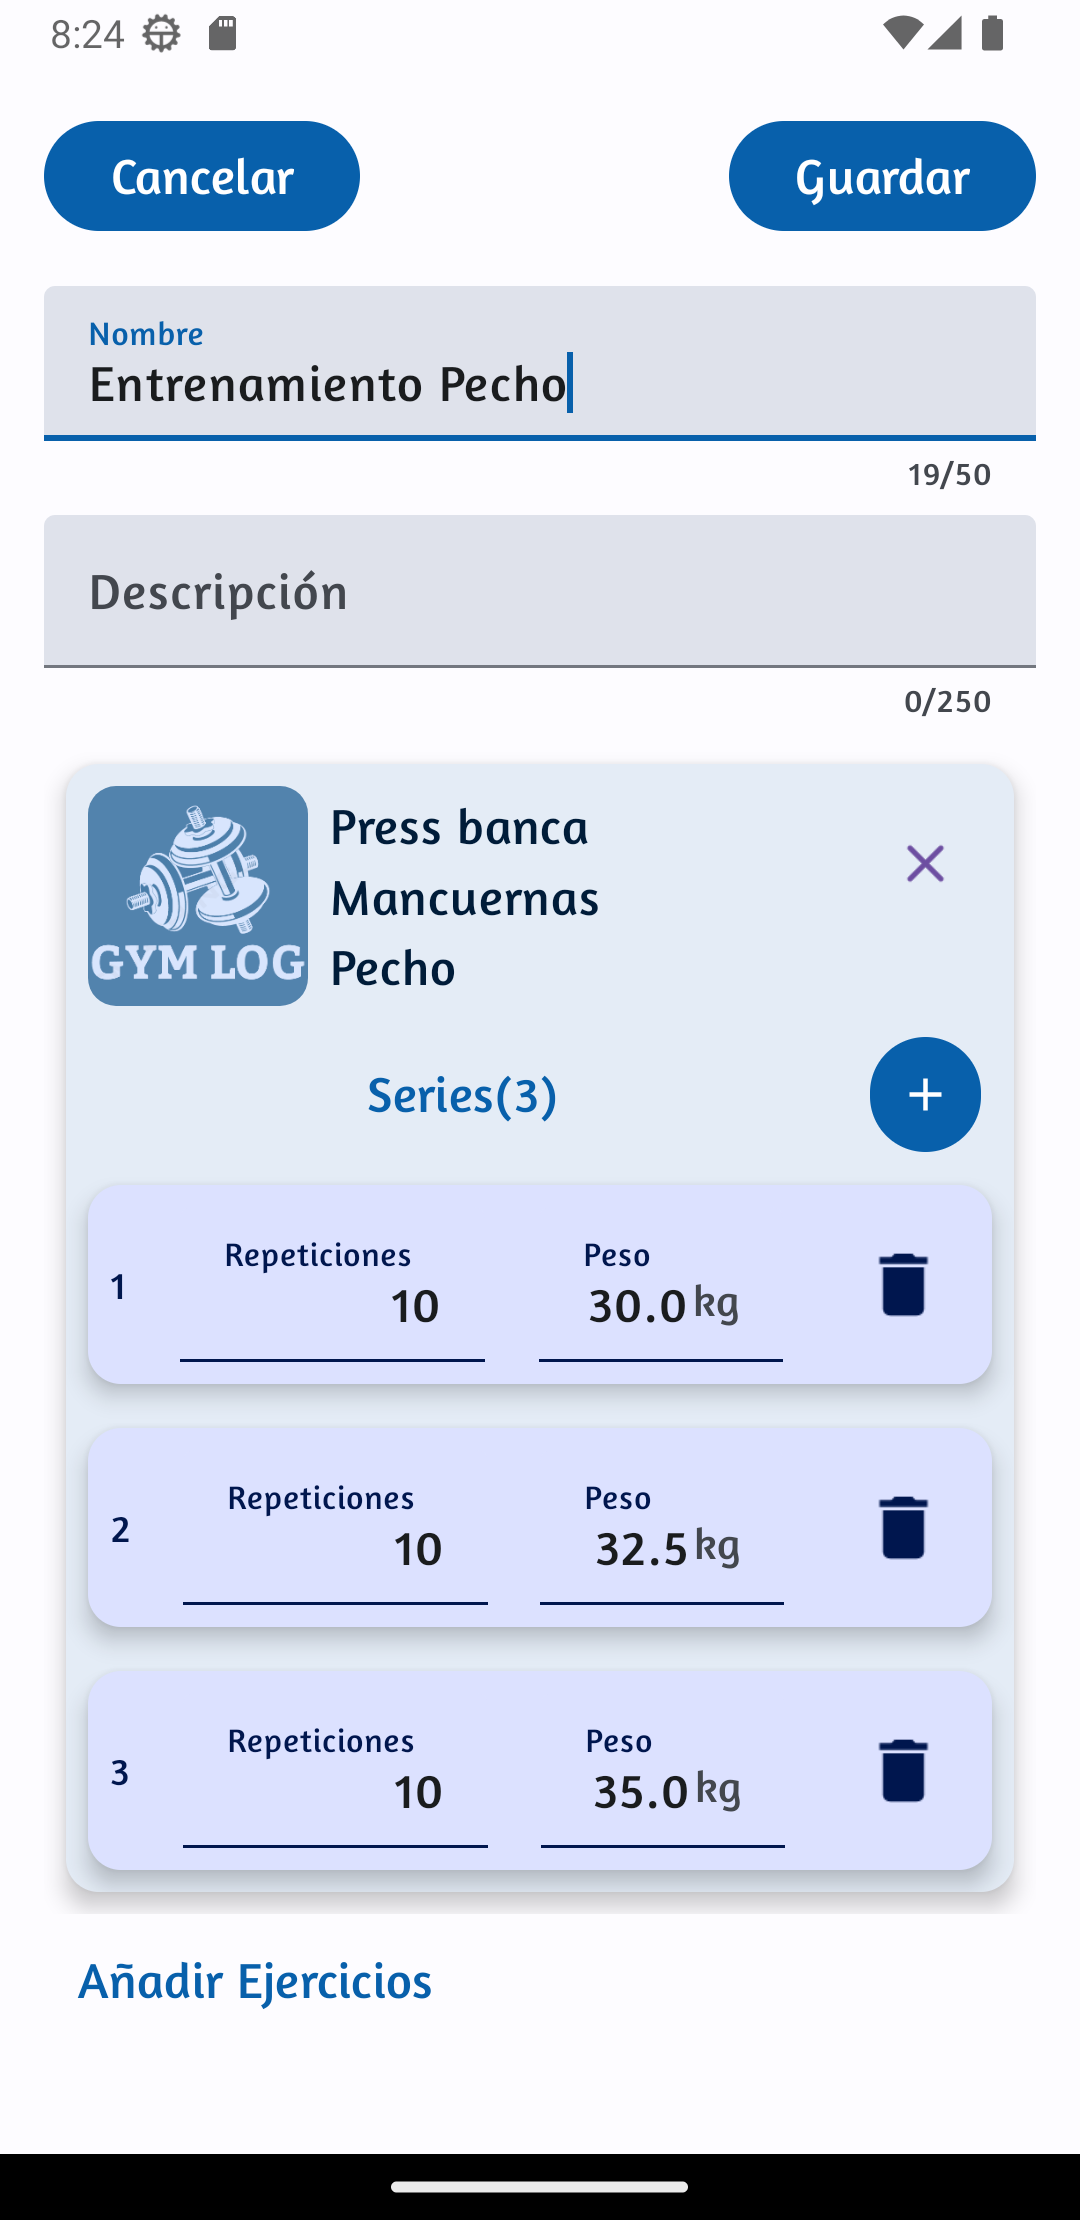 8:24
Cancelar
Guardar
Nombre
Entrenamiento Pecho
19/50
Descripción
0/250
GYM LOG
Press banca
Mancuernas
Pecho
Series(3)
+
1
Repeticiones
10
Peso
30.0 kg
2
Repeticiones
10
Peso
32.5 kg
3
Repeticiones
10
Peso
35.0 kg
Añadir Ejercicios